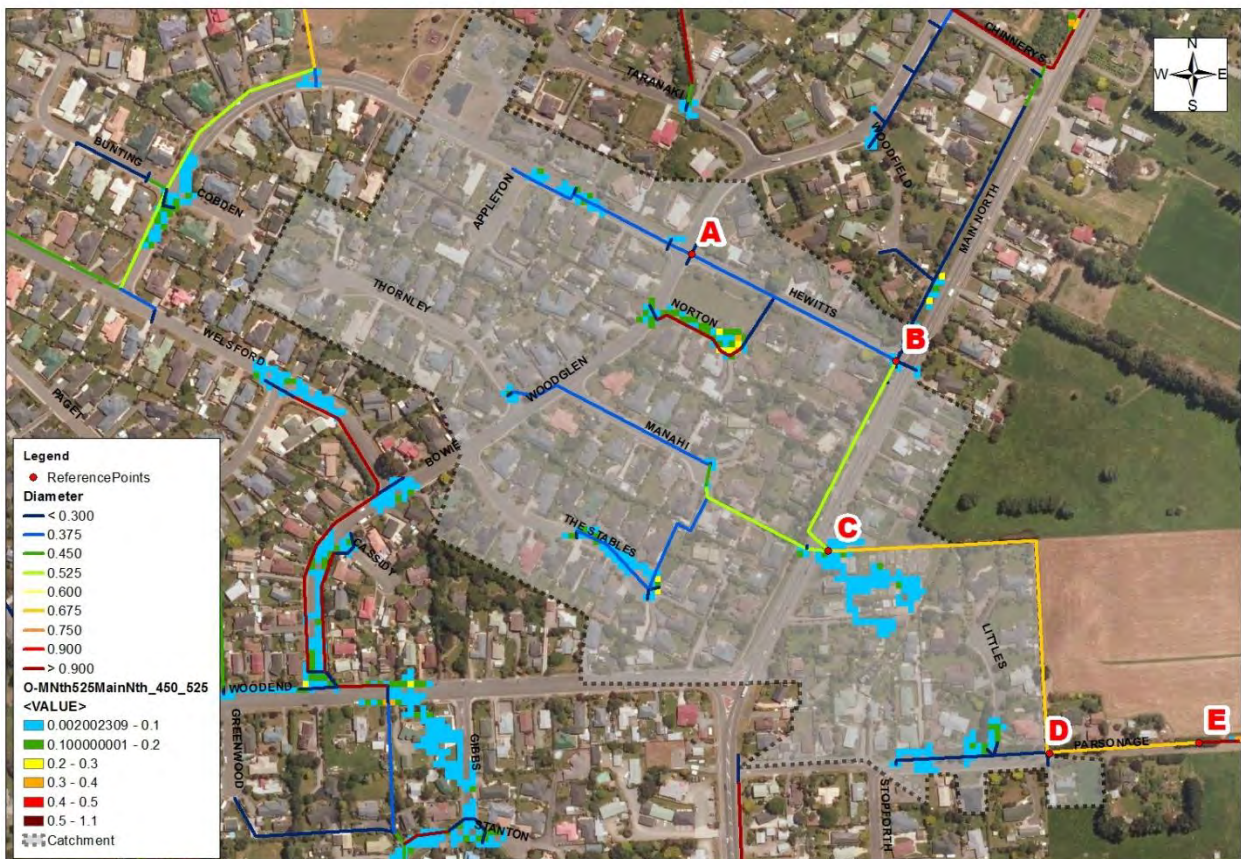 CHINNERYS
N
W E
S
TARANAKI
WOODFIELD
MAIN NORTH
BUNTING
COBDEN
APPLETON
A
THORNLEY
HEWITTS
NORTON
B
WELSFORD
WOODGLEN
PAGET
MANAHI
BOWIE
THE STABLES
C
CASSIDY
LITTLES
WOODEND
GREENWOOD
GIBBS
D
PARSONAGE
E
STOPFORTH
STANTON
Legend
ReferencePoints
Diameter
< 0.300
0.375
0.450
0.525
0.600
0.675
0.750
0.900
> 0.900
O-MNth525MainNth_450_525
<VALUE>
0.002002309 - 0.1
0.100000001 - 0.2
0.2 - 0.3
0.3 - 0.4
0.4 - 0.5
0.5 - 1.1
Catchment